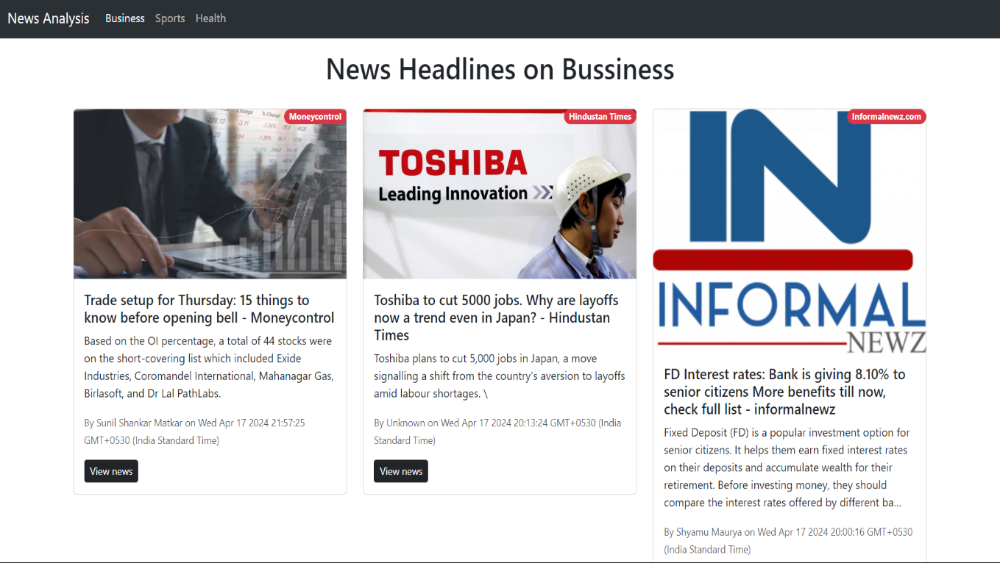 News Analysis Business Sports Health
News Headlines on Bussiness
Moneycontrol
Change % Change
Trade setup for Thursday: 15 things to
know before opening bell - Moneycontrol
Based on the OI percentage, a total of 44 stocks were
on the short-covering list which included Exide
Industries, Coromandel International, Mahanagar Gas,
Birlasoft, and Dr Lal PathLabs.
By Sunil Shankar Matkar on Wed Apr 17 2024 21:57:25
GMT+0530 (India Standard Time)
View news
Hindustan Times
TOSHIBA
Leading Innovation
Toshiba to cut 5000 jobs. Why are layoffs
now a trend even in Japan? - Hindustan
Times
Toshiba plans to cut 5,000 jobs in Japan, a move
signalling a shift from the country's aversion to layoffs
amid labour shortages. \
By Unknown on Wed Apr 17 2024 20:13:24 GMT+0530 (India
Standard Time)
View news
Informalnewz.com
IN
INFORMAL
NEWZ
FD Interest rates: Bank is giving 8.10% to
senior citizens More benefits till now,
check full list - informalnewz
Fixed Deposit (FD) is a popular investment option for
senior citizens. It helps them earn fixed interest rates
on their deposits and accumulate wealth for their
retirement. Before investing money, they should
compare the interest rates offered by different ba...
By Shyamu Maurya on Wed Apr 17 2024 20:00:16 GMT+0530
(India Standard Time)